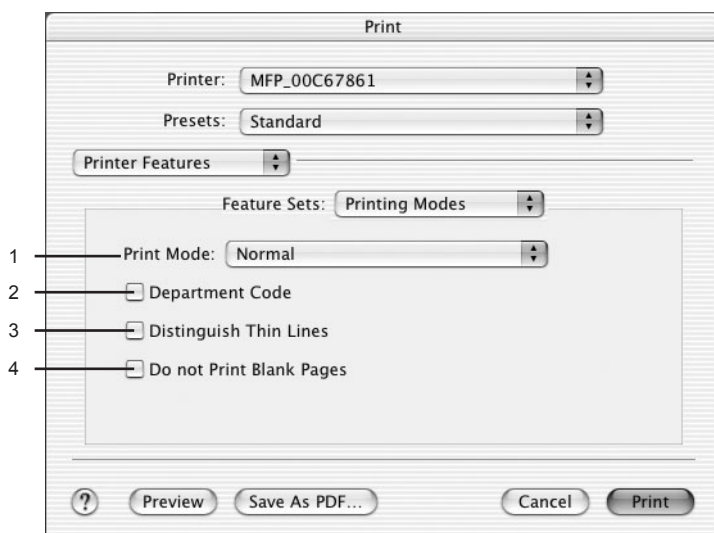 Print
Printer: MFP_00C67861
Presets: Standard
Printer Features
Feature Sets: Printing Modes
1 Print Mode: Normal
2 Department Code
3 Distinguish Thin Lines
4 Do not Print Blank Pages
? Preview Save As PDF... Cancel Print